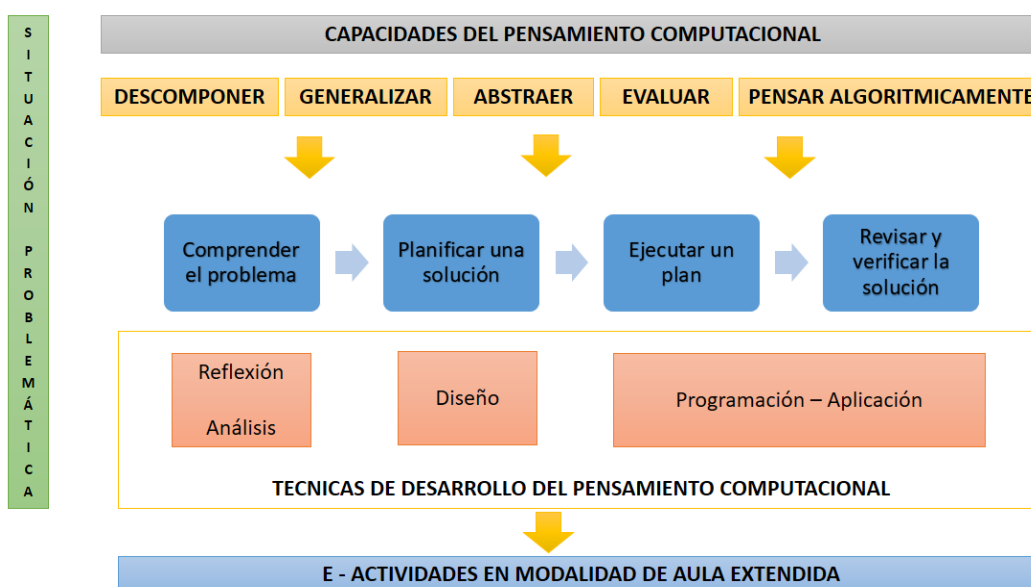 SITUACIÓN PROBLEMÁTICA
CAPACIDADES DEL PENSAMIENTO COMPUTACIONAL
DESCOMPONER GENERALIZAR ABSTRAER EVALUAR PENSAR ALGORITMICAMENTE
Comprender
el problema
Planificar una
solución
Ejecutar un
plan
Revisar y
verificar la
solución
Reflexión
Análisis
Diseño
Programación – Aplicación
TECNICAS DE DESARROLLO DEL PENSAMIENTO COMPUTACIONAL
E - ACTIVIDADES EN MODALIDAD DE AULA EXTENDIDA